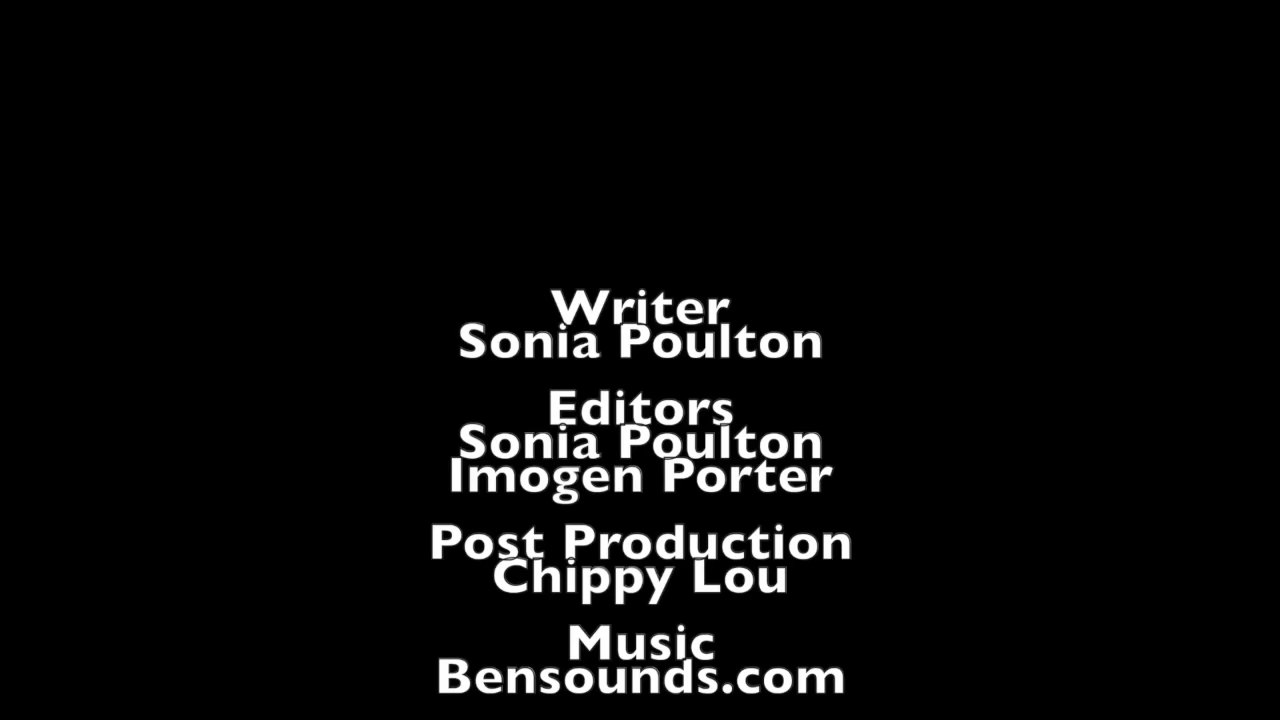 Writer
Sonia Poulton
Editors
Sonia Poulton
Imogen Porter
Post Production
Chippy Lou
Music
Bensounds.com